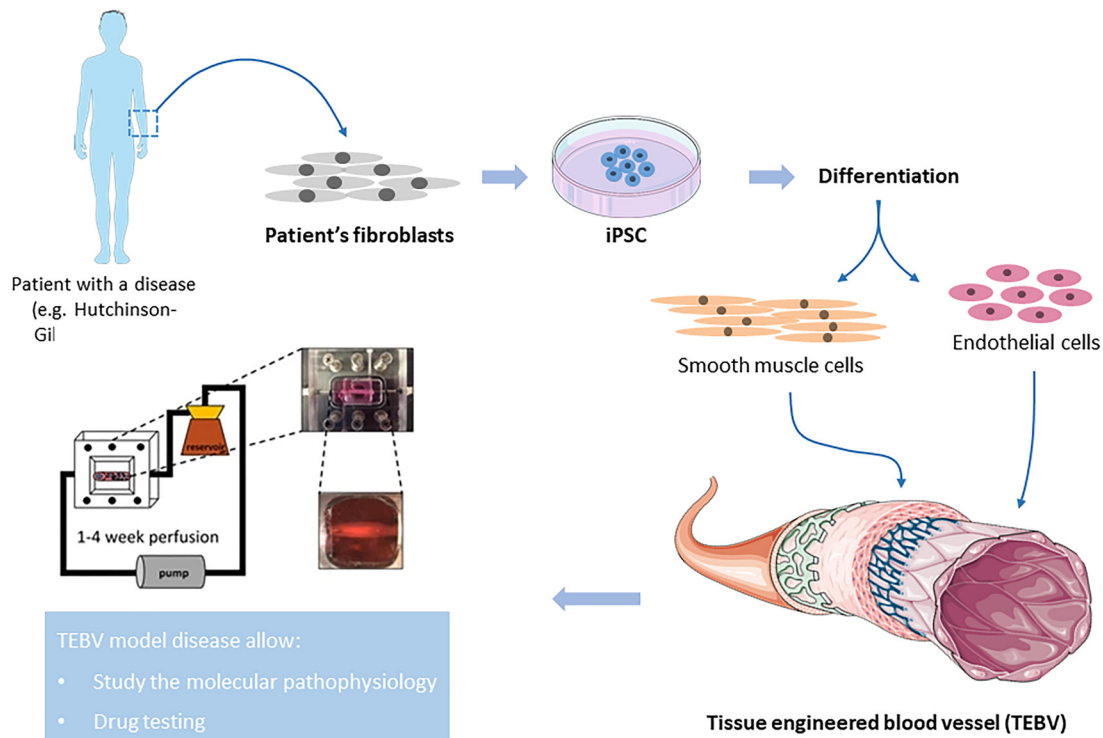 Patient's fibroblasts
iPSC
Differentiation
Patient with a disease
(e.g. Hutchinson-
Gil
Smooth muscle cells
Endothelial cells
reservoir
1-4 week perfusion
pump
TEBV model disease allow:
• Study the molecular pathophysiology
• Drug testing
Tissue engineered blood vessel (TEBV)